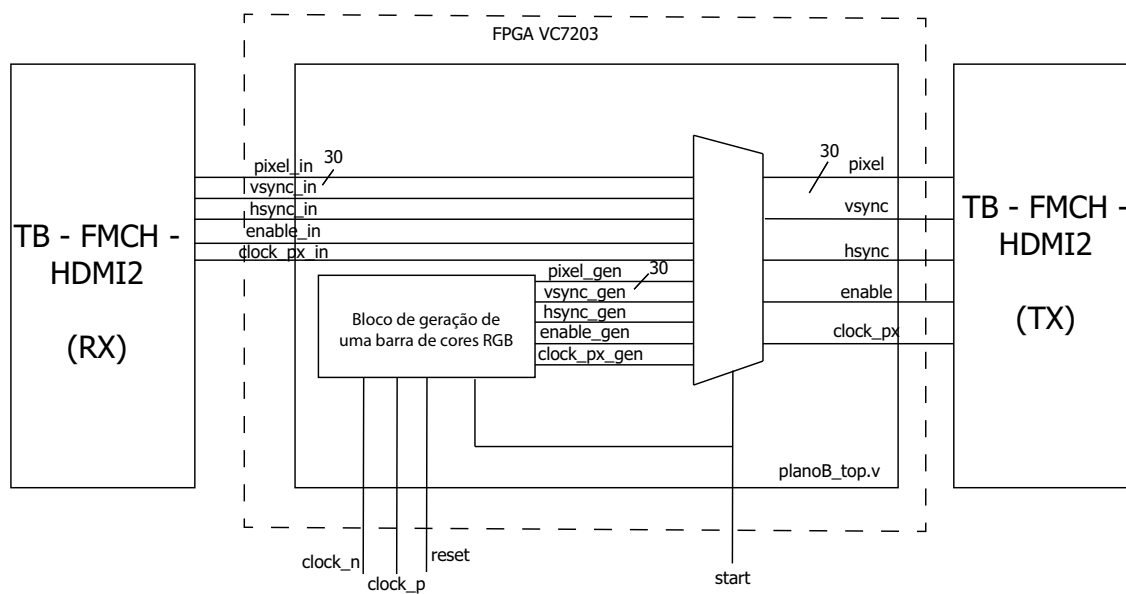 FPGA VC7203
TB - FMCH -
HDMI2
(RX)
pixel_in
30
vsync_in
hsync_in
enable_in
clock_px_in
Bloco de geração de
uma barra de cores RGB
pixel_gen
30
vsync_gen
hsync_gen
enable_gen
clock_px_gen
30
pixel
vsync
hsync
enable
clock_px
TB - FMCH -
HDMI2
(TX)
planoB_top.v
clock_n
clock_p
reset
start